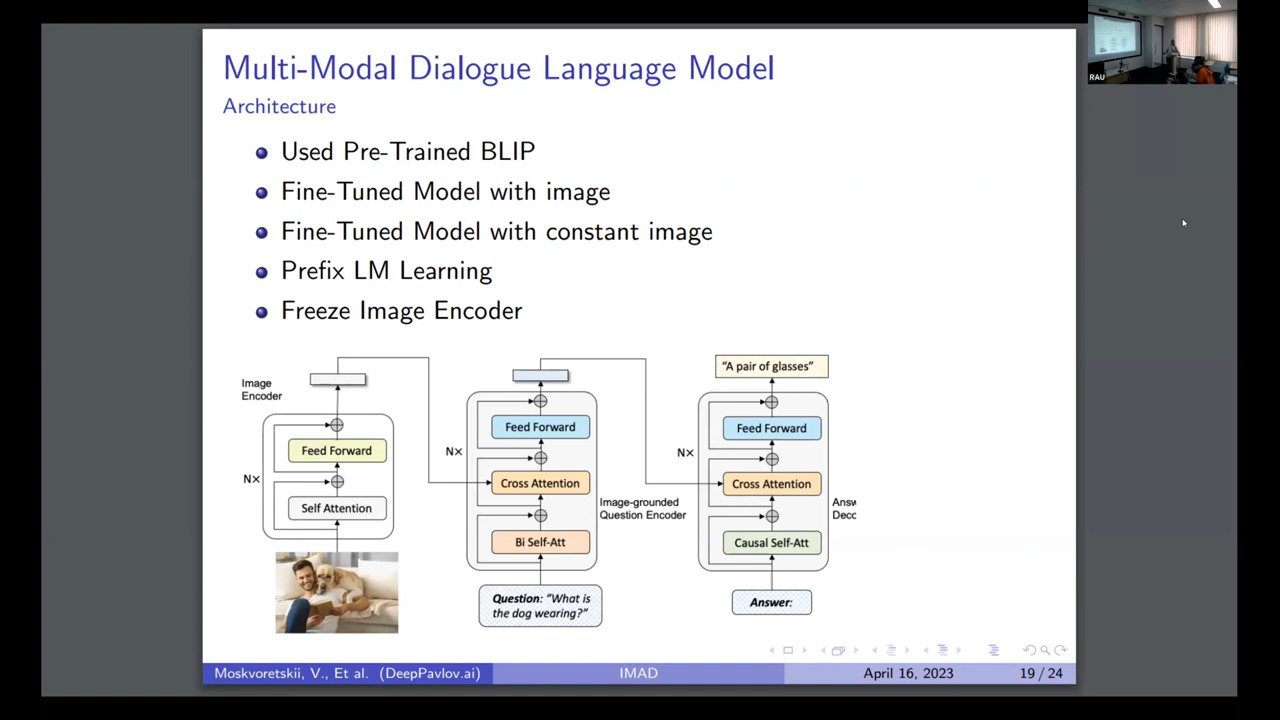 Multi-Modal Dialogue Language Model
Architecture
Used Pre-Trained BLIP
Fine-Tuned Model with image
Fine-Tuned Model with constant image
Prefix LM Learning
Freeze Image Encoder
Image
Encoder
Feed Forward
N×
Self Attention
Feed Forward
N×
Cross Attention
Image-grounded
Question Encoder
Bi Self-Att
Question: "What is
the dog wearing?"
"A pair of glasses"
Feed Forward
N×
Cross Attention
Causal Self-Att
Answer:
Moskvoretskii, V., Et al. (DeepPavlov.ai)
IMAD
April 16, 2023
19 / 24
RAU